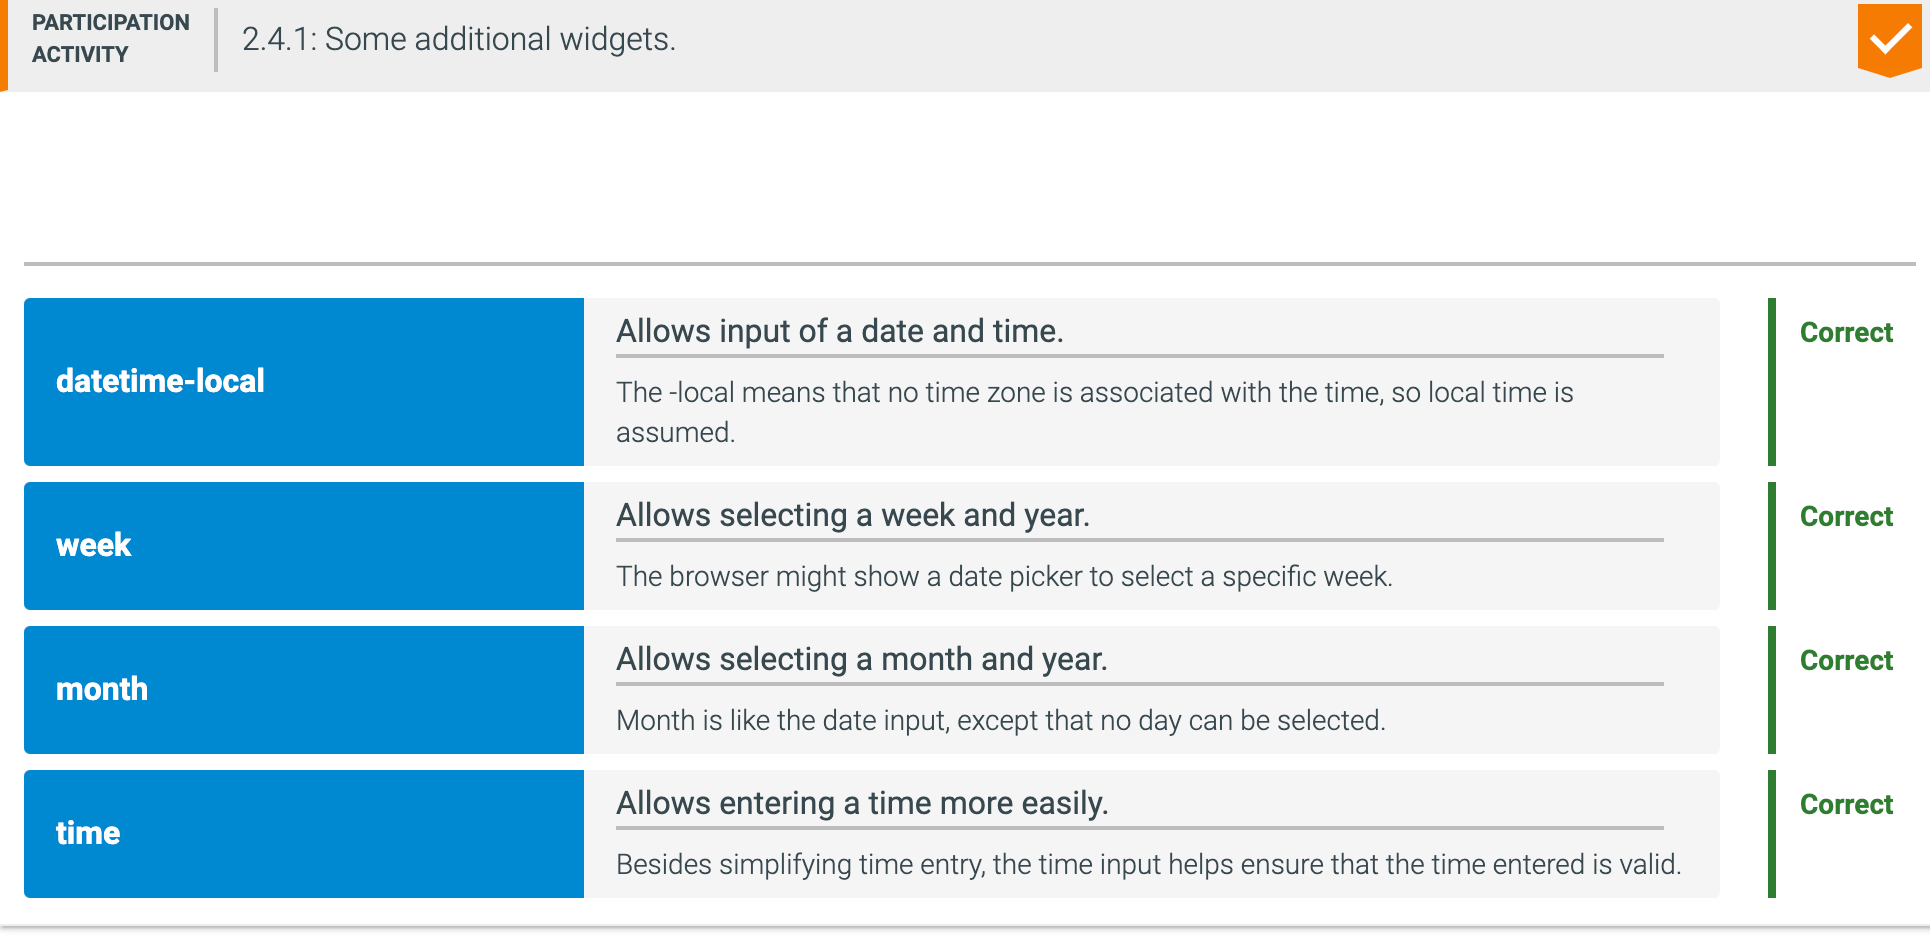 PARTICIPATION
ACTIVITY
2.4.1: Some additional widgets.
datetime-local
Allows input of a date and time.
The -local means that no time zone is associated with the time, so local time is
assumed.
Correct
week
Allows selecting a week and year.
The browser might show a date picker to select a specific week.
Correct
month
Allows selecting a month and year.
Month is like the date input, except that no day can be selected.
Correct
time
Allows entering a time more easily.
Besides simplifying time entry, the time input helps ensure that the time entered is valid.
Correct